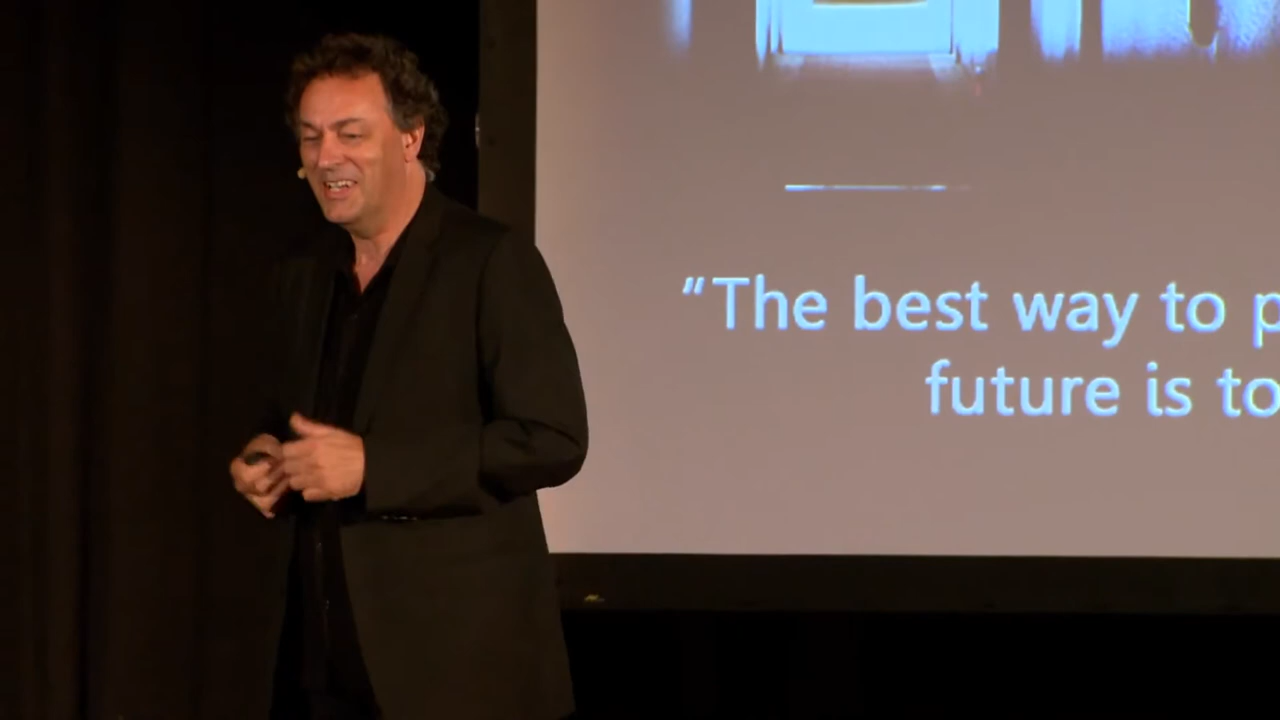 “The best way to p
future is to